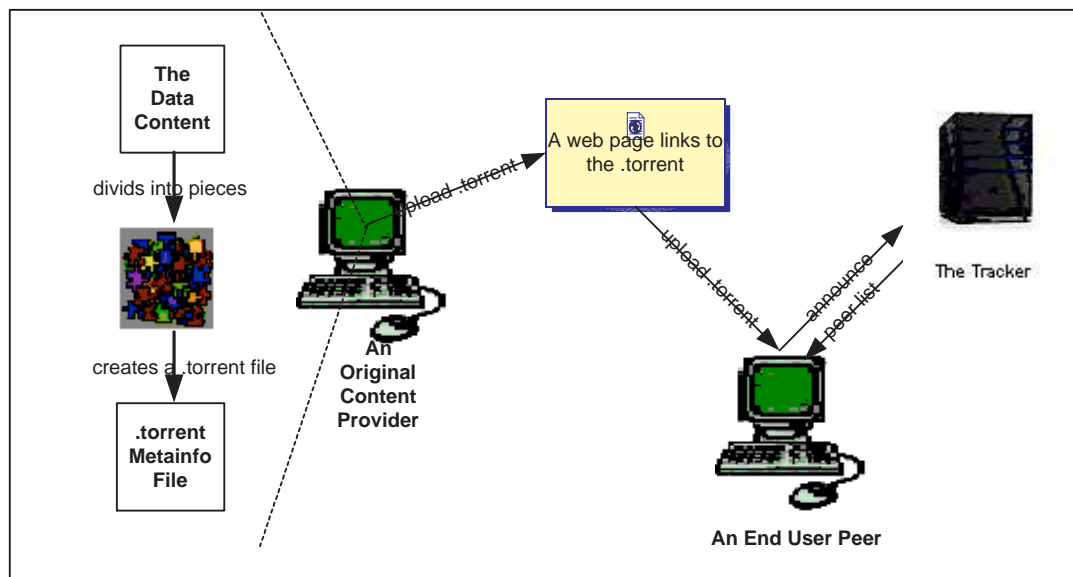 The
Data
Content
divids into pieces
creates a .torrent file
.torrent
Metainfo
File
An
Original
Content
Provider
upload .torrent
A web page links to
the .torrent
upload .torrent
announce
peer list
The Tracker
An End User Peer